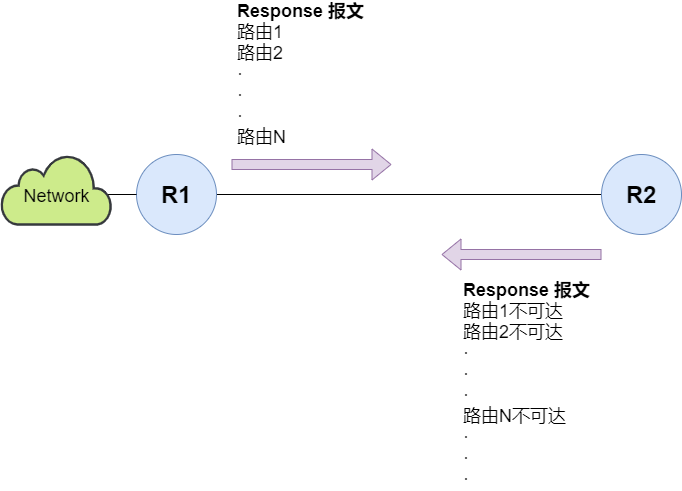 Response 报文
路由1
路由2
.
.
.
路由N
Network
R1
R2
Response 报文
路由1不可达
路由2不可达
.
.
.
路由N不可达
.
.
.